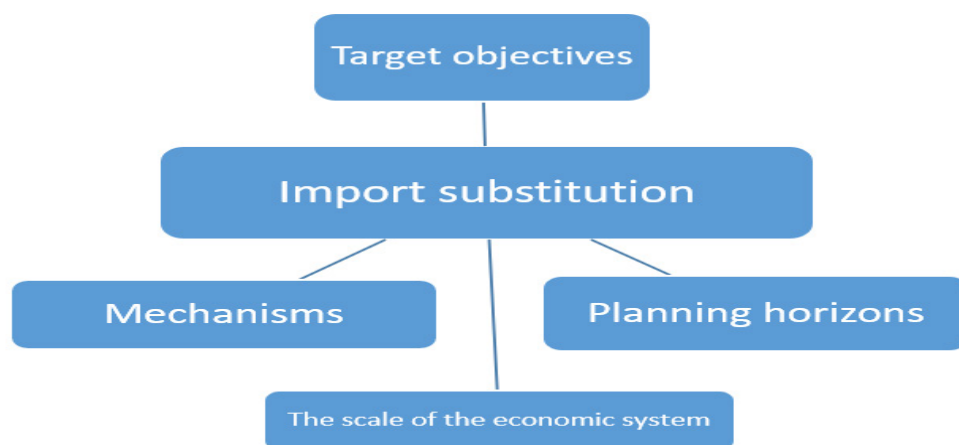 Target objectives
Import substitution
Mechanisms
Planning horizons
The scale of the economic system